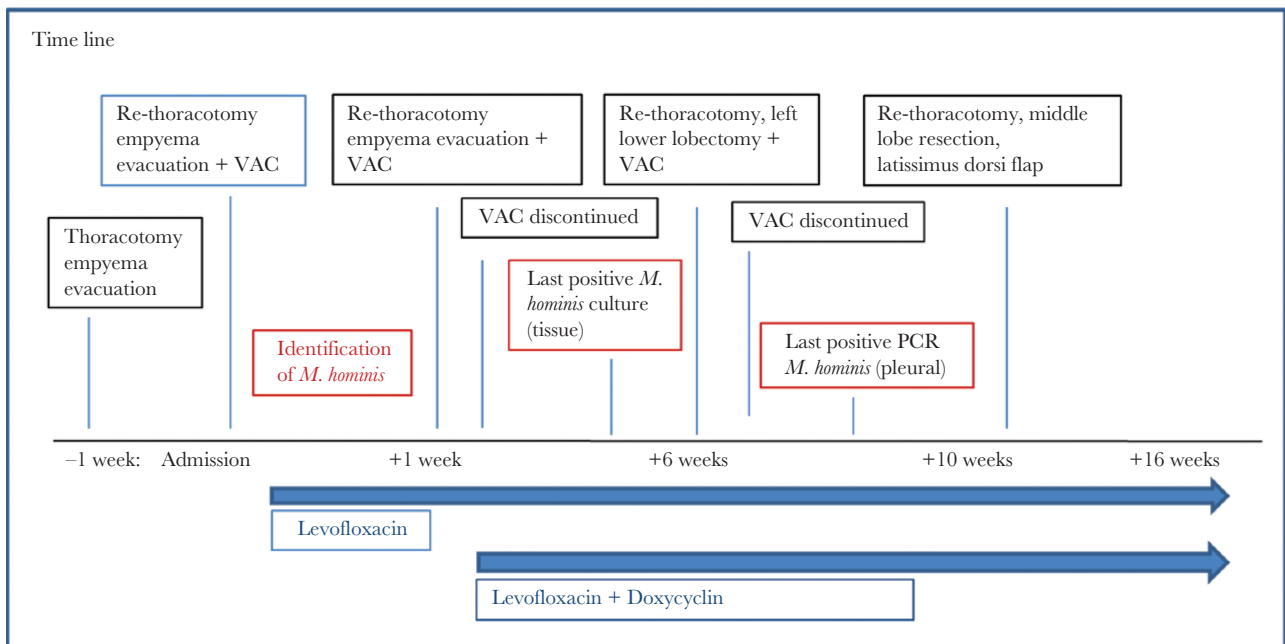 Time line
Re-thoracotomy
empyema
evacuation + VAC
Re-thoracotomy
empyema evacuation +
VAC
Re-thoracotomy, left
lower lobectomy +
VAC
Re-thoracotomy, middle
lobe resection,
latissimus dorsi flap
VAC discontinued
VAC discontinued
Thoracotomy
empyema
evacuation
Last positive M.
hominis culture
(tissue)
Identification
of M. hominis
Last positive PCR
M. hominis (pleural)
–1 week: Admission +1 week +6 weeks +10 weeks +16 weeks
Levofloxacin
Levofloxacin + Doxycyclin